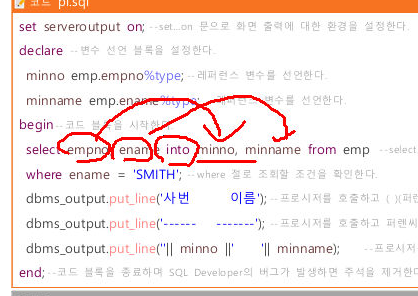 코드 pl.sql
set serveroutput on; --set...on 문으로 화면 출력에 대한 환경을 설정한다.
declare --변수 선언 블록을 설정한다.
minno emp.empno%type; --레퍼런스 변수를 선언한다.
minname emp.ename%type; --레퍼런스 변수를 선언한다.
begin--코드 블록을 시작한다.
select empno, ename into minno, minname from emp --select
where ename = 'SMITH'; --where 절로 조회할 조건을 확인한다.
dbms_output.put_line('사번 이름'); --프로시저를 호출하고 ( )(퍼런
dbms_output.put_line('------ -------'); --프로시저를 호출하고 퍼렌씨
dbms_output.put_line(''|| minno ||' '|| minname); --프로시저
end; --코드 블록을 종료하며 SQL Developer의 버그가 발생하면 주석을 제거한다